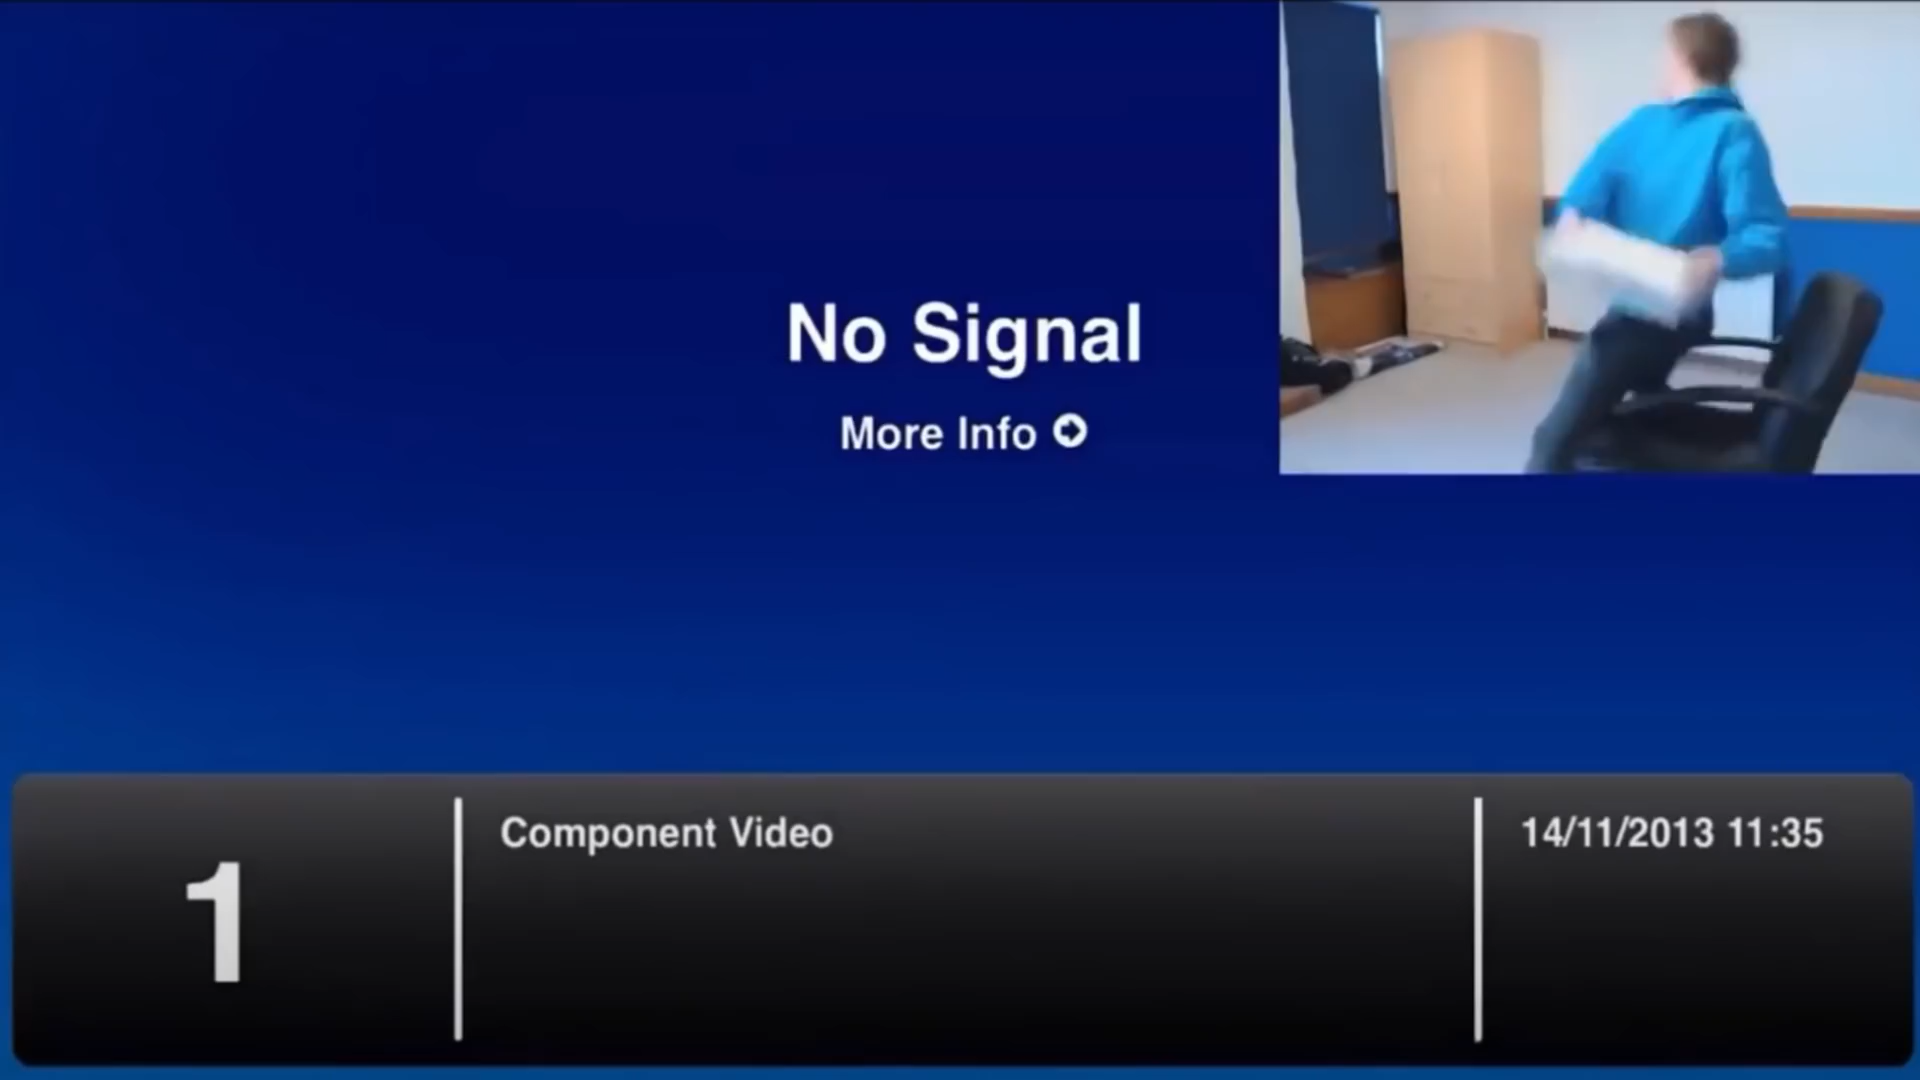 No Signal
More Info
1
Component Video
14/11/2013 11:35